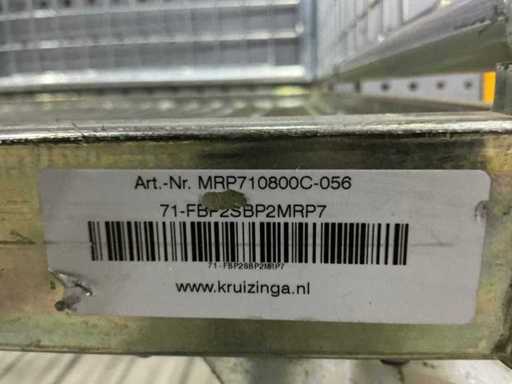 Art.-Nr. MRP710800C-056
71-FBP2SBP2MRP7
71-FBP2SBP2MRP7
www.kruizinga.nl